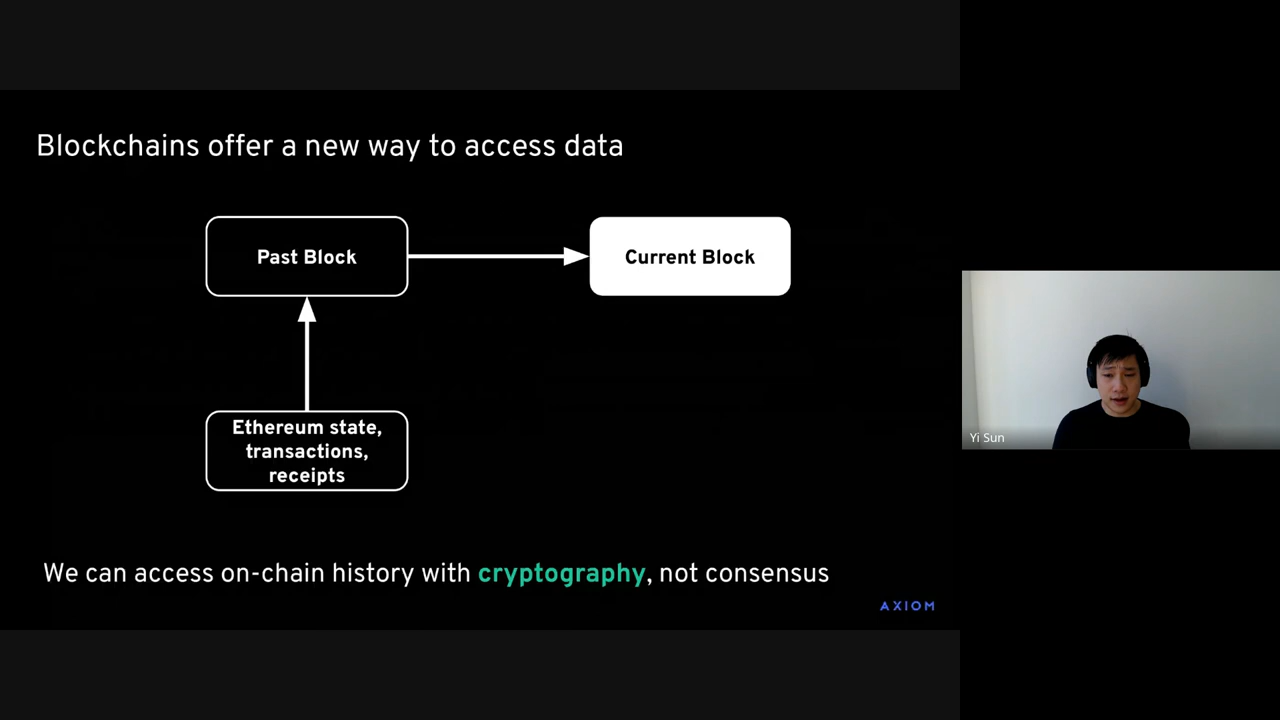 Blockchains offer a new way to access data
Past Block
Current Block
Ethereum state,
transactions,
receipts
We can access on-chain history with cryptography, not consensus
AXIOM
Yi Sun